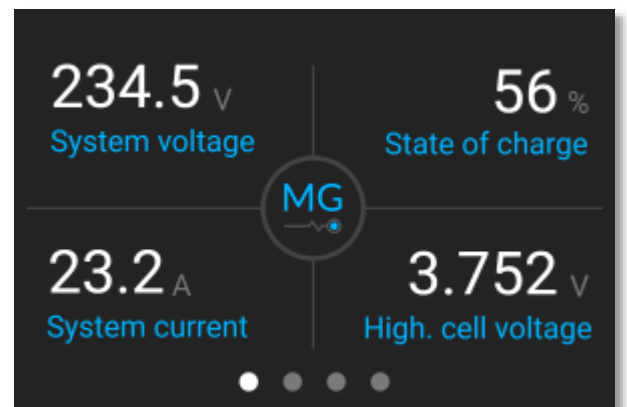 234.5 V
System voltage
56 %
State of charge
MG
23.2 A
System current
3.752 V
High. cell voltage